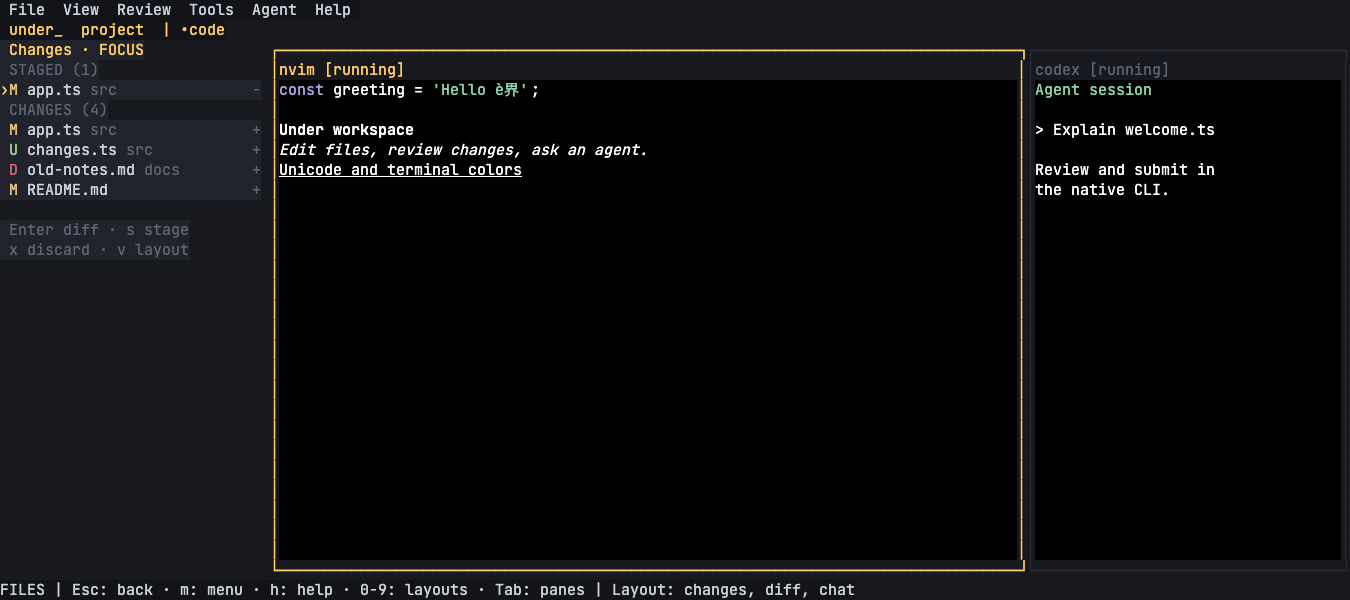 File  View  Review  Tools  Agent  Help
under_  project  | •code
Changes · FOCUS
STAGED (1)
›M app.ts src -
CHANGES (4)
M app.ts src +
U changes.ts src +
D old-notes.md docs +
M README.md +
Enter diff · s stage
x discard · v layout
nvim [running]
const greeting = 'Hello è界';
Under workspace
Edit files, review changes, ask an agent.
Unicode and terminal colors
codex [running]
Agent session
> Explain welcome.ts
Review and submit in
the native CLI.
FILES | Esc: back · m: menu · h: help · 0-9: layouts · Tab: panes | Layout: changes, diff, chat